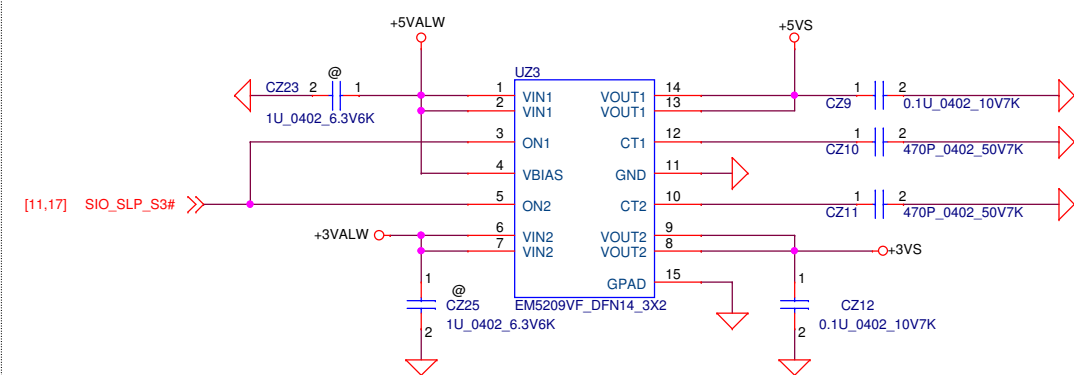 +5VALW
+5VS
@
UZ3
CZ23 2 1
1U_0402_6.3V6K
1 VIN1 VOUT1 14
2 VIN1 VOUT1 13
CZ9 1 2 0.1U_0402_10V7K
3 ON1 CT1 12
CZ10 1 2 470P_0402_50V7K
4 VBIAS GND 11
[11,17] SIO_SLP_S3#
5 ON2 CT2 10
CZ11 1 2 470P_0402_50V7K
+3VALW
6 VIN2 VOUT2 9
7 VIN2 VOUT2 8
+3VS
GPAD 15
1
@
CZ25
1U_0402_6.3V6K
2
EM5209VF_DFN14_3X2
1
CZ12
0.1U_0402_10V7K
2